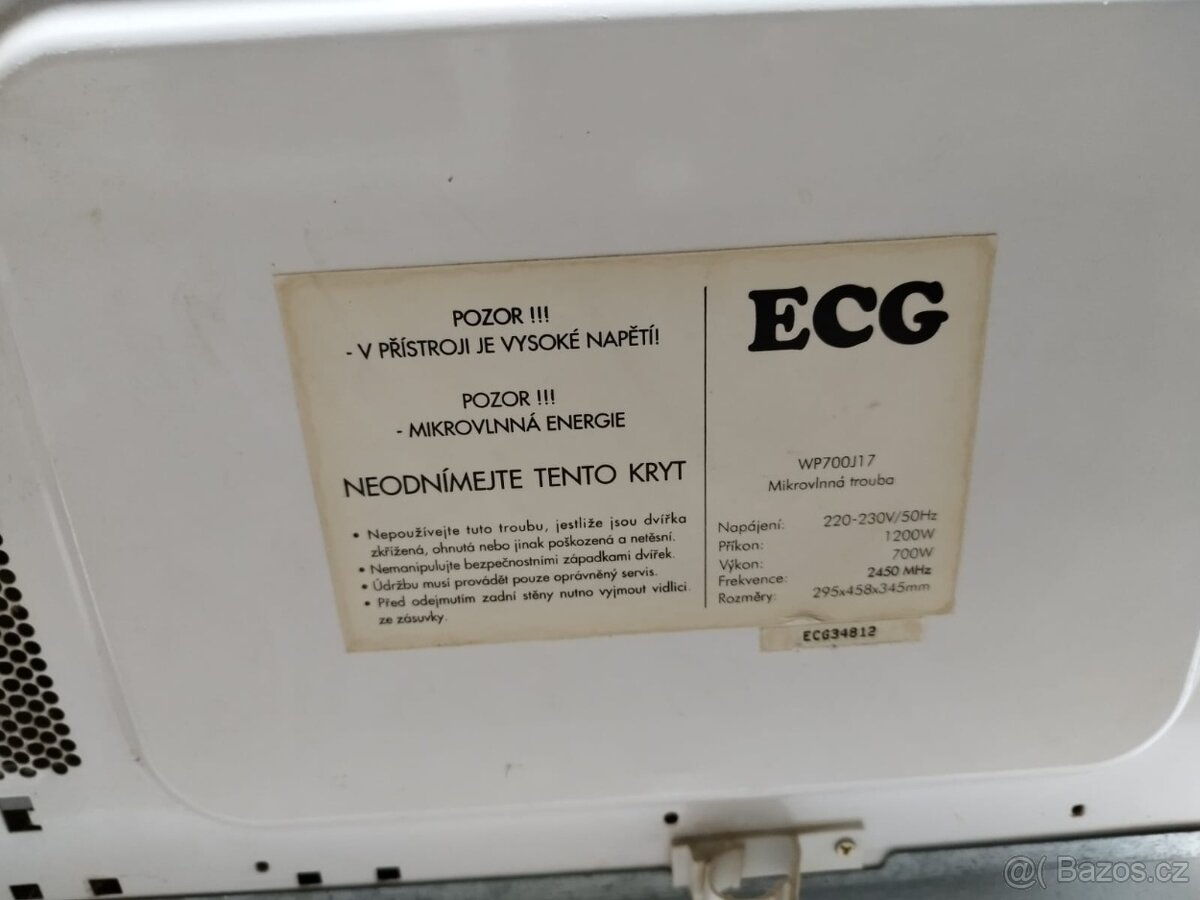 POZOR !!!
- V PŘÍSTROJI JE VYSOKÉ NAPĚTÍ!
POZOR !!!
- MIKROVLNNÁ ENERGIE
NEODNÍMEJTE TENTO KRYT
• Nepoužívejte tuto troubu, jestliže jsou dvířka
zkřížená, ohnutá nebo jinak poškozená a netěsní.
• Nemanipulujte bezpečnostními západkami dvířek.
• Údržbu musí provádět pouze oprávněný servis.
• Před odejmutím zadní stěny nutno vyjmout vidlici
ze zásuvky.
ECG
WP700J17
Mikrovlnná trouba
Napájení: 220-230V/50Hz
Příkon: 1200W
Výkon: 700W
Frekvence: 2450 MHz
Rozměry: 295x458x345mm
ECG34812
@( Bazos.cz